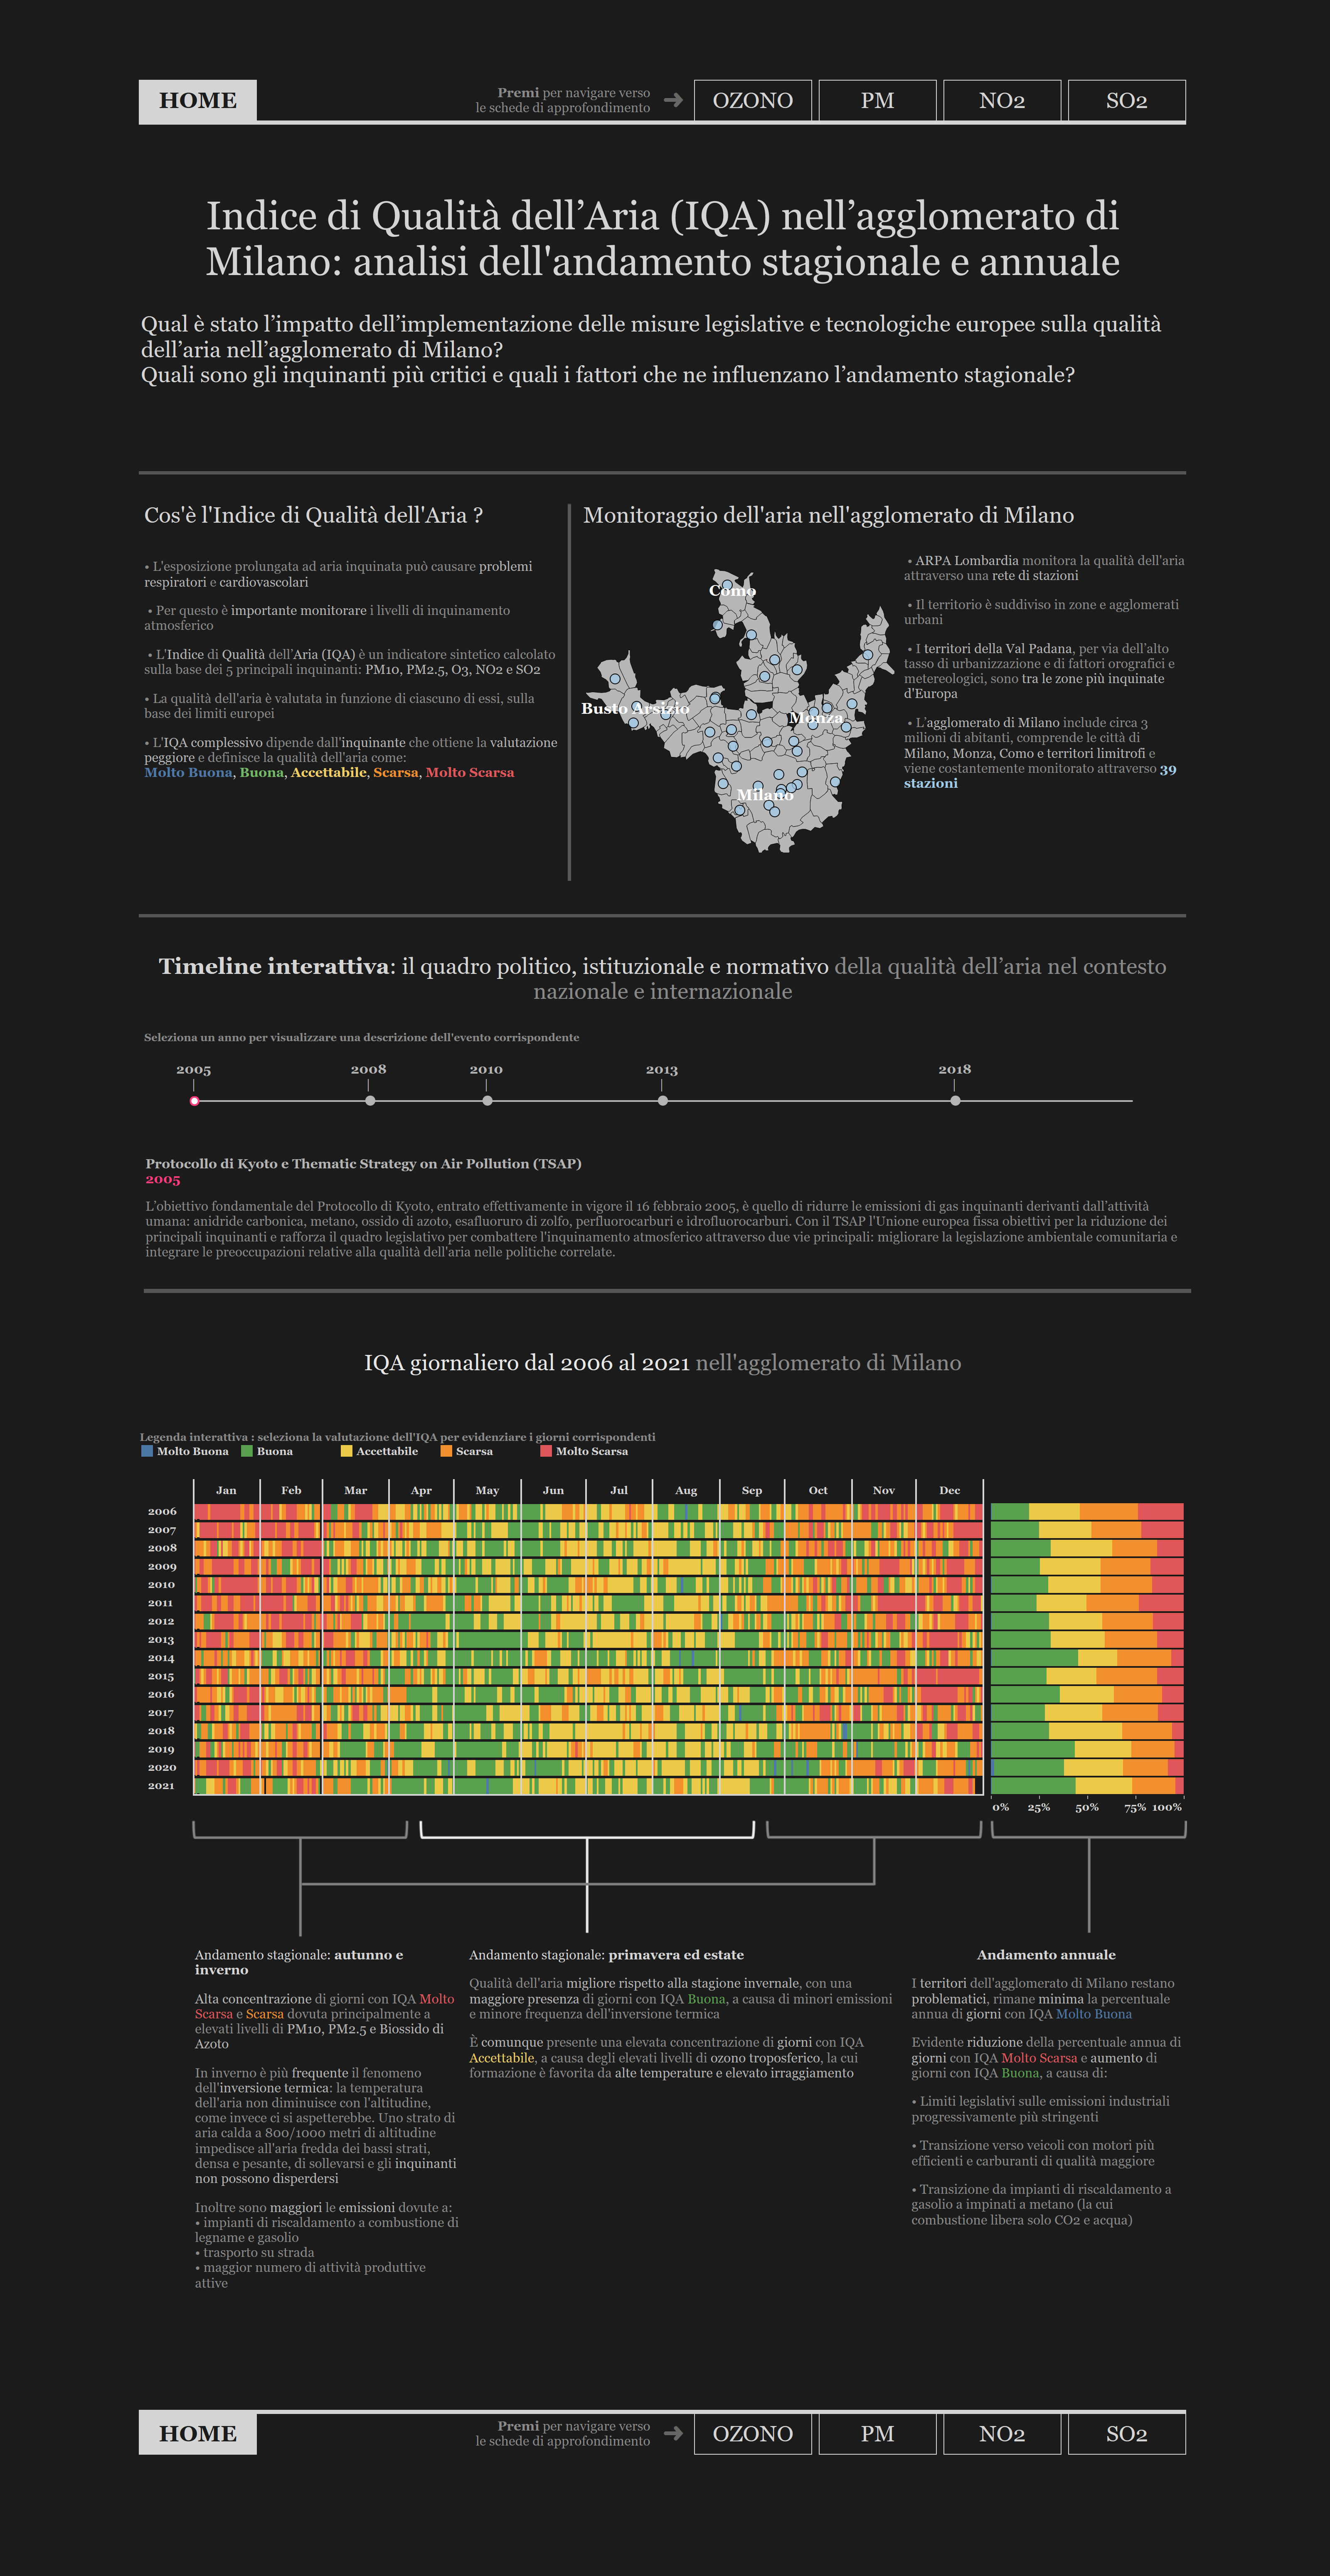 HOME
Premi per navigare verso
le schede di approfondimento
OZONO
PM
NO2
SO2
Indice di Qualità dell’Aria (IQA) nell’agglomerato di
Milano: analisi dell'andamento stagionale e annuale
Qual è stato l’impatto dell’implementazione delle misure legislative e tecnologiche europee sulla qualità
dell’aria nell’agglomerato di Milano?
Quali sono gli inquinanti più critici e quali i fattori che ne influenzano l’andamento stagionale?
Cos'è l'Indice di Qualità dell'Aria ?
• L'esposizione prolungata ad aria inquinata può causare problemi
respiratori e cardiovascolari
• Per questo è importante monitorare i livelli di inquinamento
atmosferico
• L'Indice di Qualità dell'Aria (IQA) è un indicatore sintetico calcolato
sulla base dei 5 principali inquinanti: PM10, PM2.5, O3, NO2 e SO2
• La qualità dell'aria è valutata in funzione di ciascuno di essi, sulla
base dei limiti europei
• L'IQA complessivo dipende dall'inquinante che ottiene la valutazione
peggiore e definisce la qualità dell'aria come:
Molto Buona, Buona, Accettabile, Scarsa, Molto Scarsa
Monitoraggio dell'aria nell'agglomerato di Milano
Como
Busto Arsizio
Monza
Milano
• ARPA Lombardia monitora la qualità dell'aria
attraverso una rete di stazioni
• Il territorio è suddiviso in zone e agglomerati
urbani
• I territori della Val Padana, per via dell'alto
tasso di urbanizzazione e di fattori orografici e
metereologici, sono tra le zone più inquinate
d'Europa
• L'agglomerato di Milano include circa 3
milioni di abitanti, comprende le città di
Milano, Monza, Como e territori limitrofi e
viene costantemente monitorato attraverso 39
stazioni
Timeline interattiva: il quadro politico, istituzionale e normativo della qualità dell’aria nel contesto
nazionale e internazionale
Seleziona un anno per visualizzare una descrizione dell'evento corrispondente
2005
2008
2010
2013
2018
Protocollo di Kyoto e Thematic Strategy on Air Pollution (TSAP)
2005
L’obiettivo fondamentale del Protocollo di Kyoto, entrato effettivamente in vigore il 16 febbraio 2005, è quello di ridurre le emissioni di gas inquinanti derivanti dall’attività
umana: anidride carbonica, metano, ossido di azoto, esafluoruro di zolfo, perfluorocarburi e idrofluorocarburi. Con il TSAP l'Unione europea fissa obiettivi per la riduzione dei
principali inquinanti e rafforza il quadro legislativo per combattere l'inquinamento atmosferico attraverso due vie principali: migliorare la legislazione ambientale comunitaria e
integrare le preoccupazioni relative alla qualità dell'aria nelle politiche correlate.
IQA giornaliero dal 2006 al 2021 nell'agglomerato di Milano
Legenda interattiva : seleziona la valutazione dell'IQA per evidenziare i giorni corrispondenti
Molto Buona
Buona
Accettabile
Scarsa
Molto Scarsa
Jan
Feb
Mar
Apr
May
Jun
Jul
Aug
Sep
Oct
Nov
Dec
2006
2007
2008
2009
2010
2011
2012
2013
2014
2015
2016
2017
2018
2019
2020
2021
0%
25%
50%
75%
100%
Andamento stagionale: autunno e
inverno
Alta concentrazione di giorni con IQA Molto
Scarsa e Scarsa dovuta principalmente a
elevati livelli di PM10, PM2.5 e Biossido di
Azoto
In inverno è più frequente il fenomeno
dell'inversione termica: la temperatura
dell'aria non diminuisce con l'altitudine,
come invece ci si aspetterebbe. Uno strato di
aria calda a 800/1000 metri di altitudine
impedisce all'aria fredda dei bassi strati,
densa e pesante, di sollevarsi e gli inquinanti
non possono disperdersi
Inoltre sono maggiori le emissioni dovute a:
• impianti di riscaldamento a combustione di
legname e gasolio
• trasporto su strada
• maggior numero di attività produttive
attive
Andamento stagionale: primavera ed estate
Qualità dell'aria migliore rispetto alla stagione invernale, con una
maggiore presenza di giorni con IQA Buona, a causa di minori emissioni
e minore frequenza dell'inversione termica
È comunque presente una elevata concentrazione di giorni con IQA
Accettabile, a causa degli elevati livelli di ozono troposferico, la cui
formazione è favorita da alte temperature e elevato irraggiamento
Andamento annuale
I territori dell'agglomerato di Milano restano
problematici, rimane minima la percentuale
annua di giorni con IQA Molto Buona
Evidente riduzione della percentuale annua di
giorni con IQA Molto Scarsa e aumento di
giorni con IQA Buona, a causa di:
• Limiti legislativi sulle emissioni industriali
progressivamente più stringenti
• Transizione verso veicoli con motori più
efficienti e carburanti di qualità maggiore
• Transizione da impianti di riscaldamento a
gasolio a impinati a metano (la cui
combustione libera solo CO2 e acqua)
HOME
Premi per navigare verso
le schede di approfondimento
OZONO
PM
NO2
SO2